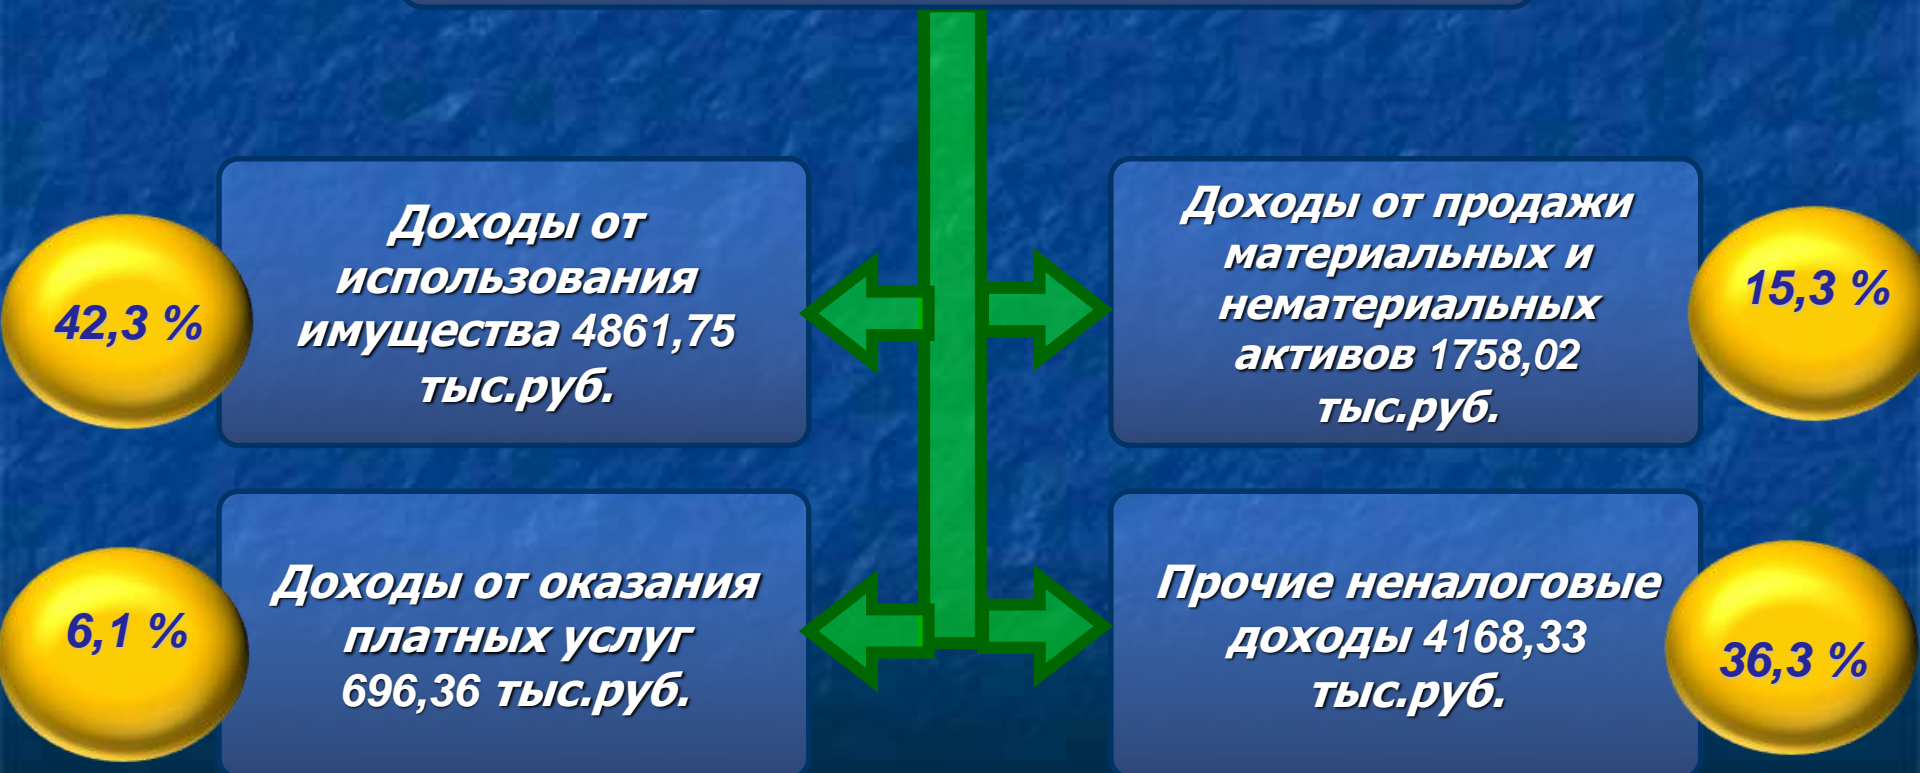 42,3 %
Доходы от
использования
имущества 4861,75
тыс.руб.
Доходы от продажи
материальных и
нематериальных
активов 1758,02
тыс.руб.
15,3 %
6,1 %
Доходы от оказания
платных услуг
696,36 тыс.руб.
Прочие неналоговые
доходы 4168,33
тыс.руб.
36,3 %